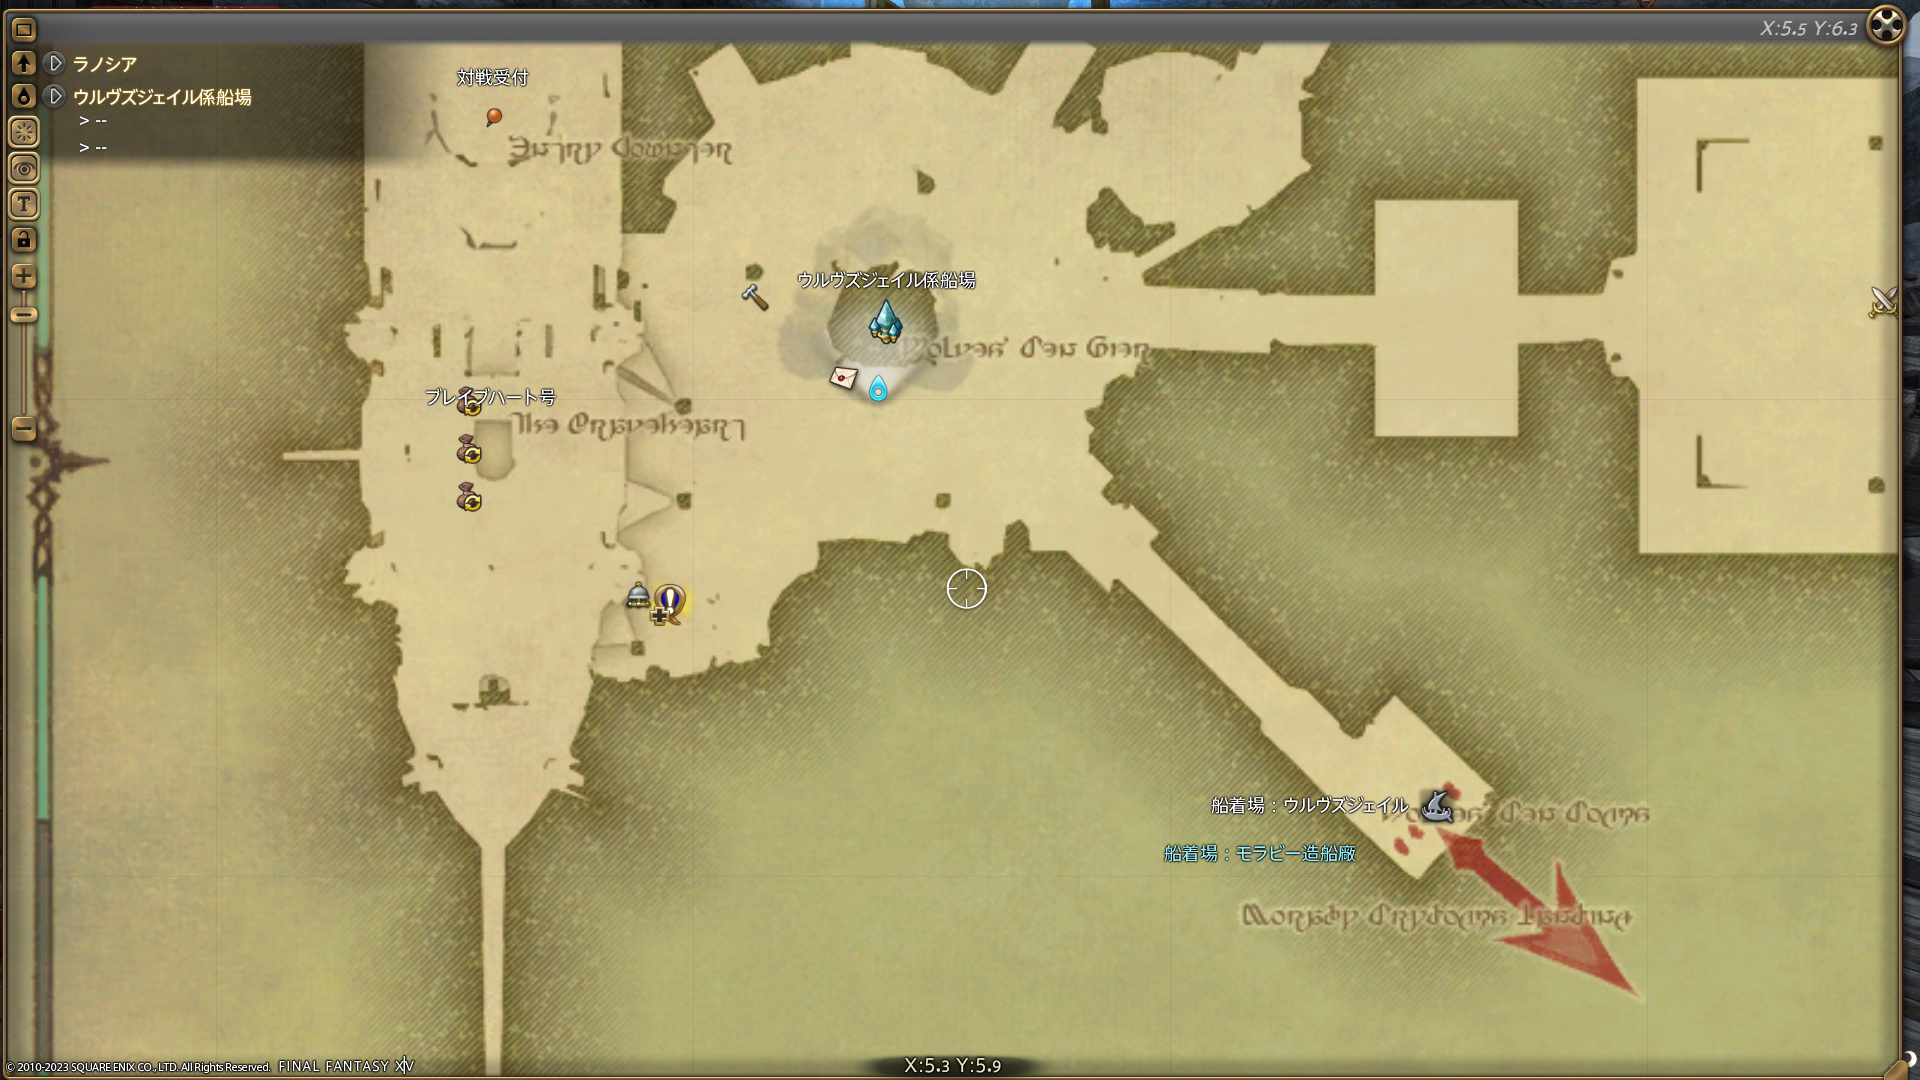 X:5.5 Y:6.3
ラノシア
ウルヴズジェイル係船場
> --
> --
対戦受付
ウルヴズジェイル係船場
ブレイブハート号
船着場：ウルヴズジェイル
船着場：モラビー造船廠
X:5.3 Y:5.9
© 2010-2023 SQUARE ENIX CO., LTD. All Rights Reserved. FINAL FANTASY XIV